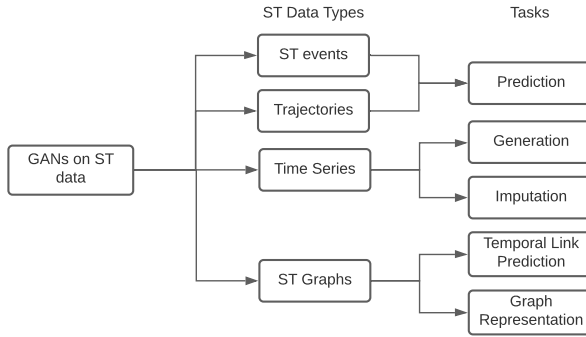 ST Data Types
Tasks
ST events
Prediction
Trajectories
GANs on ST
data
Time Series
Generation
Imputation
ST Graphs
Temporal Link
Prediction
Graph
Representation